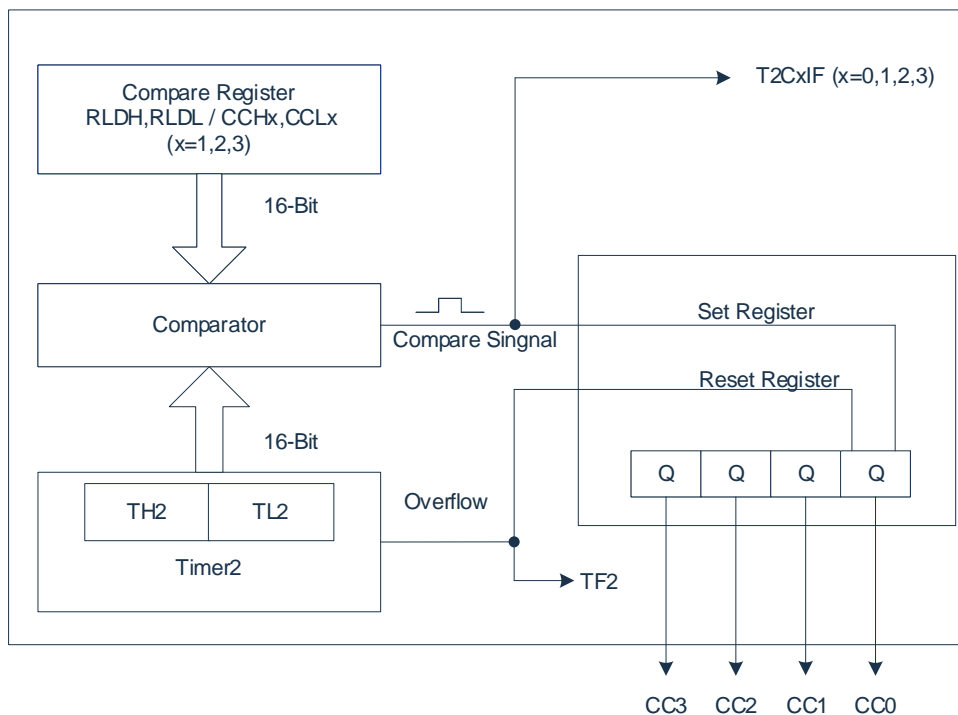 Compare Register
RLDH,RLDL / CCHx,CCLx
(x=1,2,3)
T2CxIF (x=0,1,2,3)
16-Bit
Comparator
Compare Singnal
Set Register
Reset Register
16-Bit
TH2
TL2
Timer2
Overflow
TF2
Q
Q
Q
Q
CC3
CC2
CC1
CC0